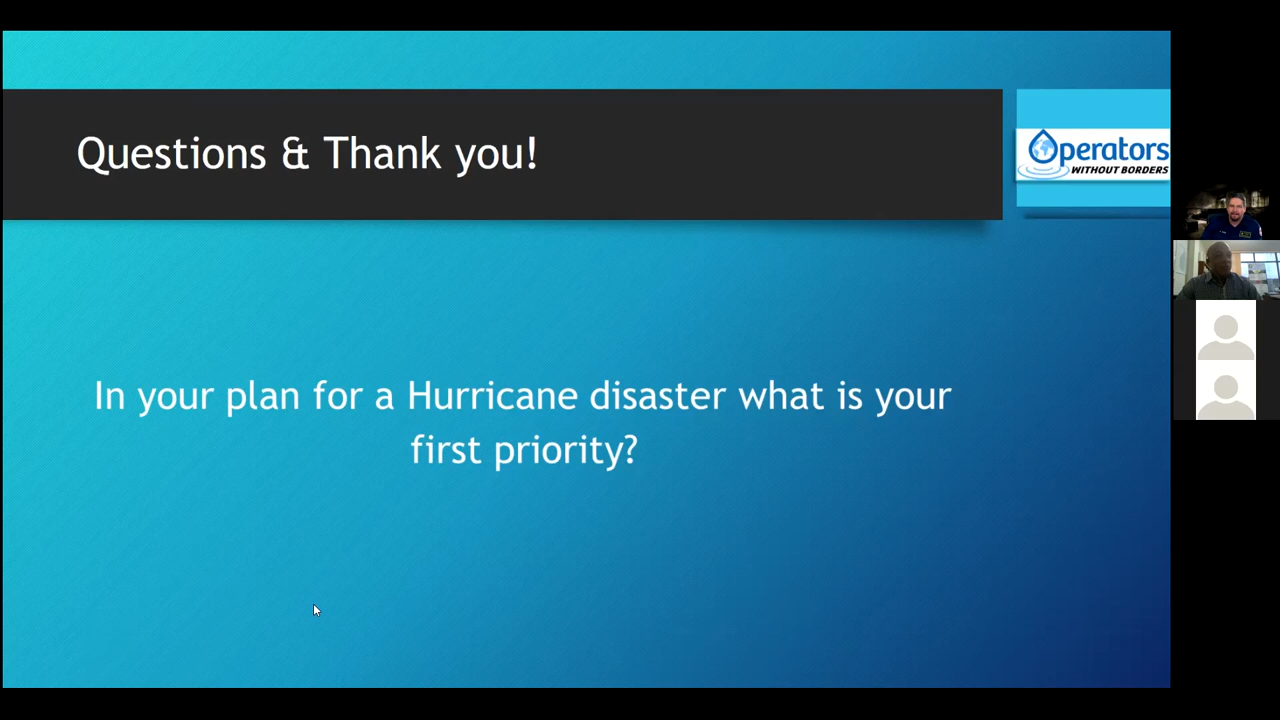 Questions & Thank you!
Operators
WITHOUT BORDERS
In your plan for a Hurricane disaster what is your
first priority?